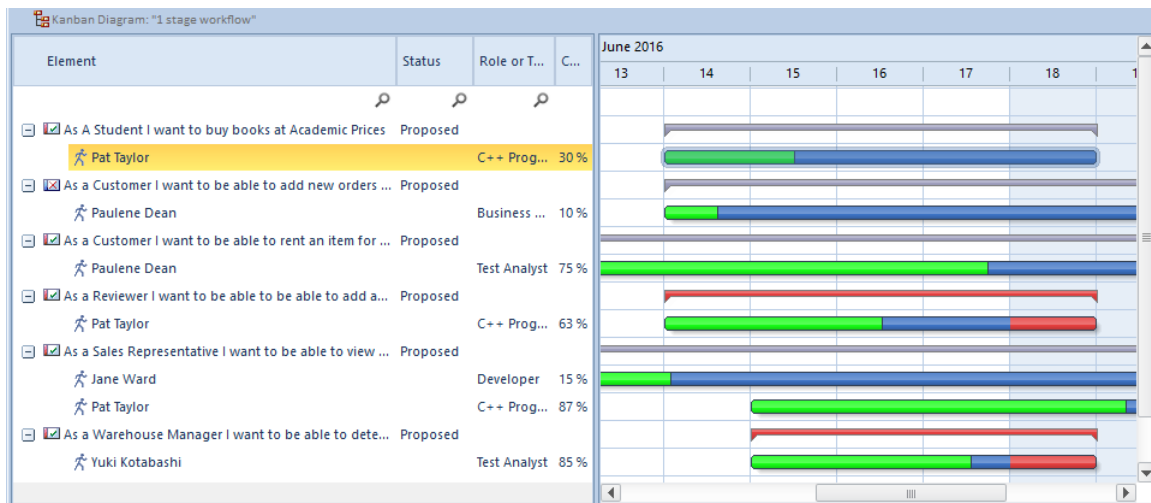 Kanban Diagram: "1 stage workflow"
Element Status Role or T... C... June 2016
13 14 15 16 17 18 1
As A Student I want to buy books at Academic Prices Proposed
Pat Taylor C++ Prog... 30 %
As a Customer I want to be able to add new orders ... Proposed
Paulene Dean Business ... 10 %
As a Customer I want to be able to rent an item for ... Proposed
Paulene Dean Test Analyst 75 %
As a Reviewer I want to be able to be able to add a... Proposed
Pat Taylor C++ Prog... 63 %
As a Sales Representative I want to be able to view ... Proposed
Jane Ward Developer 15 %
Pat Taylor C++ Prog... 87 %
As a Warehouse Manager I want to be able to dete... Proposed
Yuki Kotabashi Test Analyst 85 %